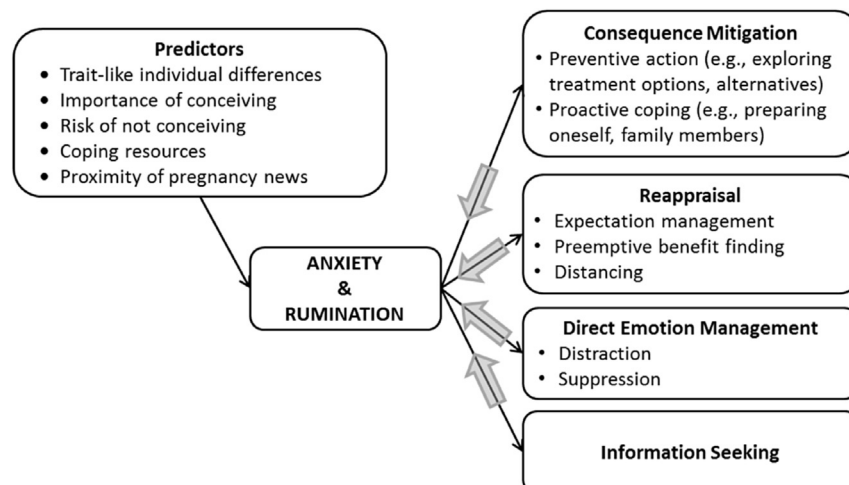 Predictors
• Trait-like individual differences
• Importance of conceiving
• Risk of not conceiving
• Coping resources
• Proximity of pregnancy news
ANXIETY
&
RUMINATION
Consequence Mitigation
• Preventive action (e.g., exploring
treatment options, alternatives)
• Proactive coping (e.g., preparing
oneself, family members)
Reappraisal
• Expectation management
• Preemptive benefit finding
• Distancing
Direct Emotion Management
• Distraction
• Suppression
Information Seeking